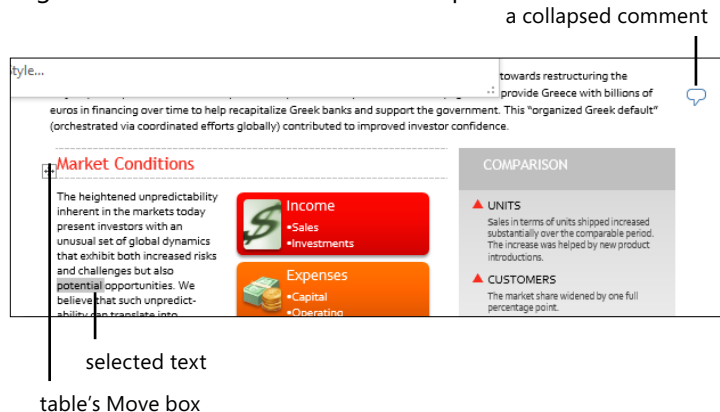 a collapsed comment
tyle...
towards restructuring the
provide Greece with billions of
euros in financing over time to help recapitalize Greek banks and support the government. This "organized Greek default"
(orchestrated via coordinated efforts globally) contributed to improved investor confidence.
Market Conditions
The heightened unpredictability
inherent in the markets today
present investors with an
unusual set of global dynamics
that exhibit both increased risks
and challenges but also
potential opportunities. We
believe that such unpredict-
ability can translate into
Income
•Sales
•Investments
Expenses
•Capital
•Operating
COMPARISON
UNITS
Sales in terms of units shipped increased
substantially over the comparable period.
The increase was helped by new product
introductions.
CUSTOMERS
The market share widened by one full
percentage point.
selected text
table's Move box